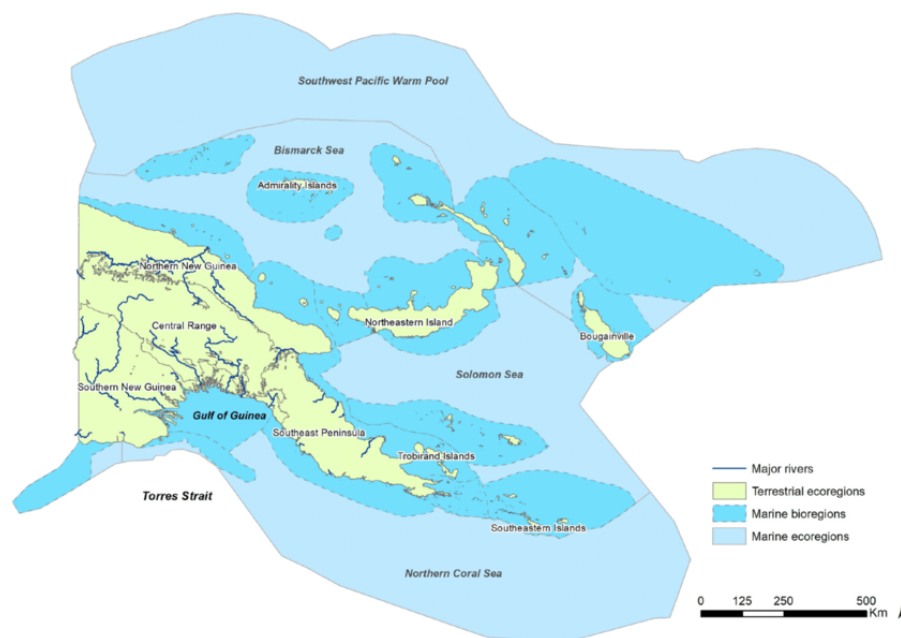 Southwest Pacific Warm Pool
Bismarck Sea
Admirality Islands
Northern New Guinea
Central Range
Northeastern Island
Bougainville
Solomon Sea
Southern New Guinea
Gulf of Guinea
Southeast Peninsula
Trobirand Islands
Torres Strait
Southeastern Islands
Northern Coral Sea
Major rivers
Terrestrial ecoregions
Marine bioregions
Marine ecoregions
0 125 250 500
Km